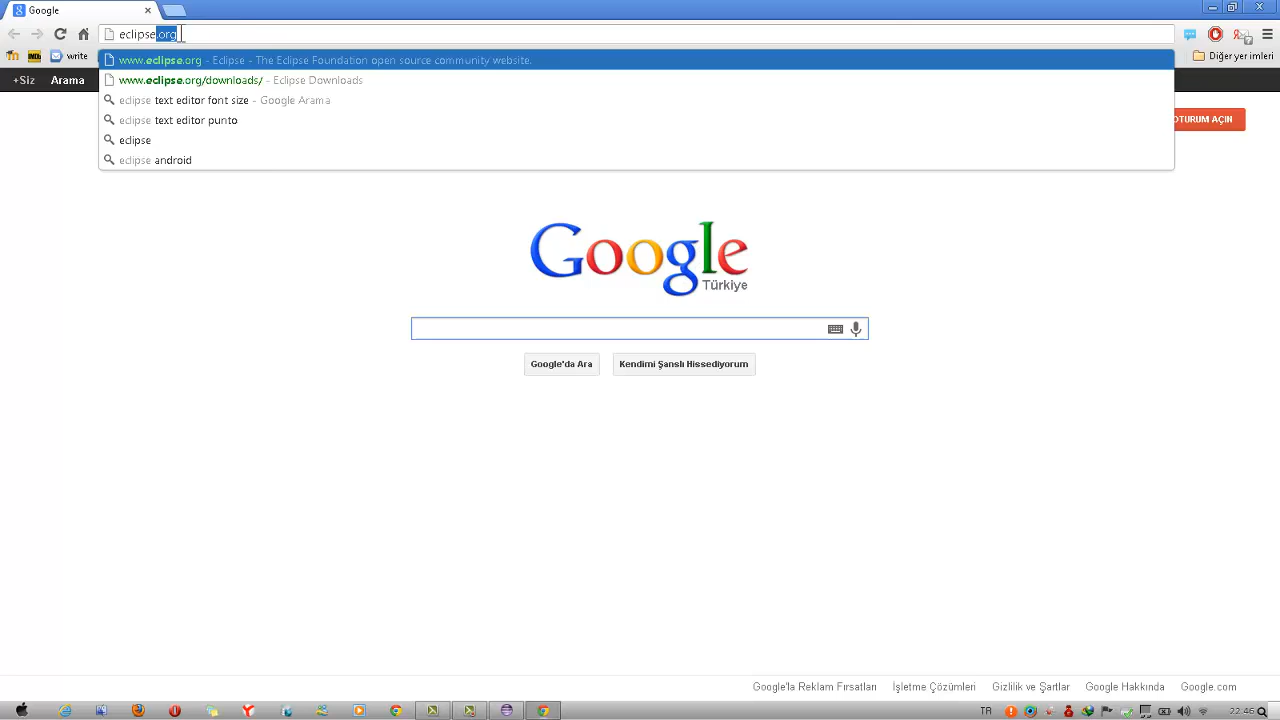 Google
eclipse.org
www.eclipse.org - Eclipse - The Eclipse Foundation open source community website.
www.eclipse.org/downloads/ - Eclipse Downloads
eclipse text editor font size - Google Arama
eclipse text editor punto
eclipse
eclipse android
write
Diğer yer imleri
+Siz Arama
OTURUM AÇIN
Google
Türkiye
Google'da Ara
Kendimi Şanslı Hissediyorum
Google'la Reklam Fırsatları
İşletme Çözümleri
Gizlilik ve Şartlar
Google Hakkında
Google.com
TR
22:46